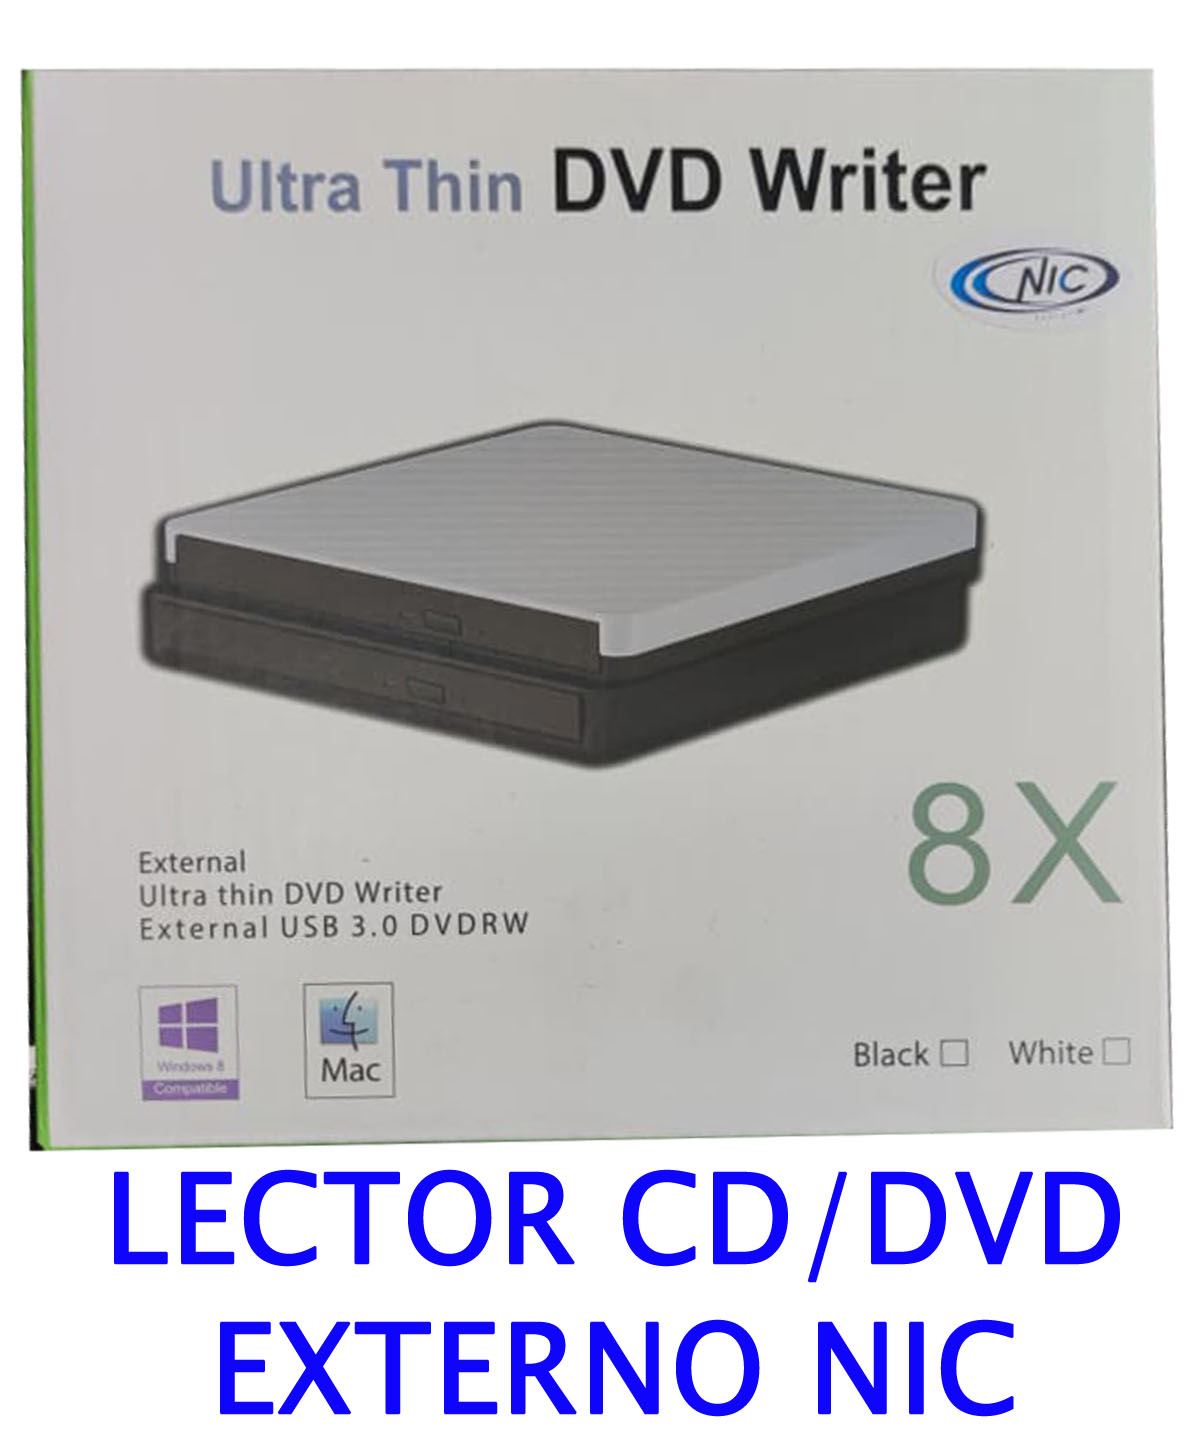 Ultra Thin DVD Writer
NIC
8X
External
Ultra thin DVD Writer
External USB 3.0 DVDRW
Windows 8
Compatible
Mac
Black
White
LECTOR CD/DVD
EXTERNO NIC